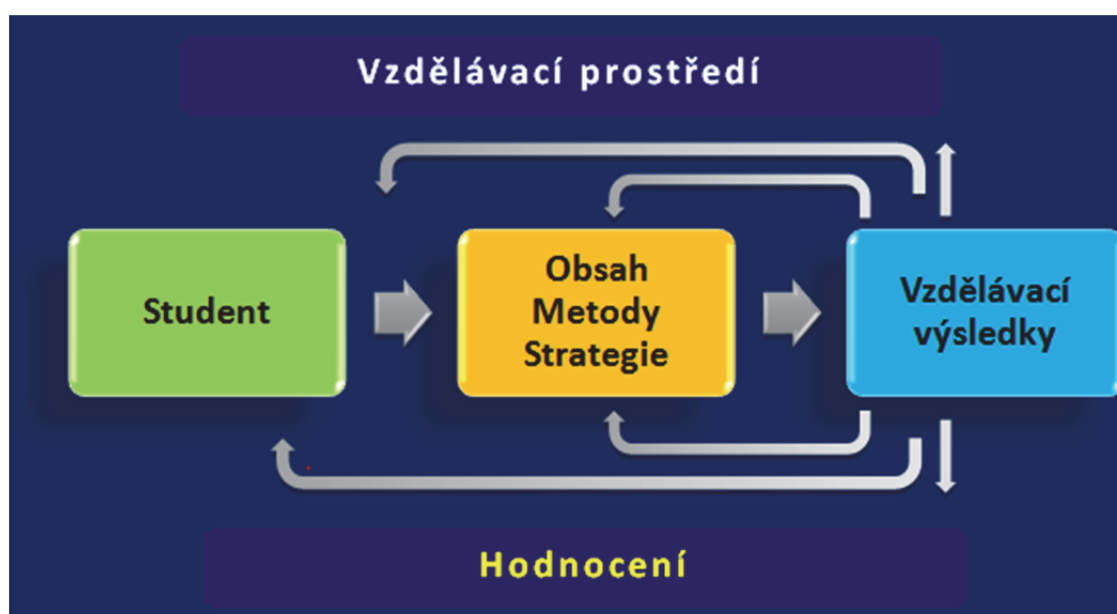 Vzdělávací prostředí
Student
Obsah
Metody
Strategie
Vzdělávací
výsledky
Hodnocení